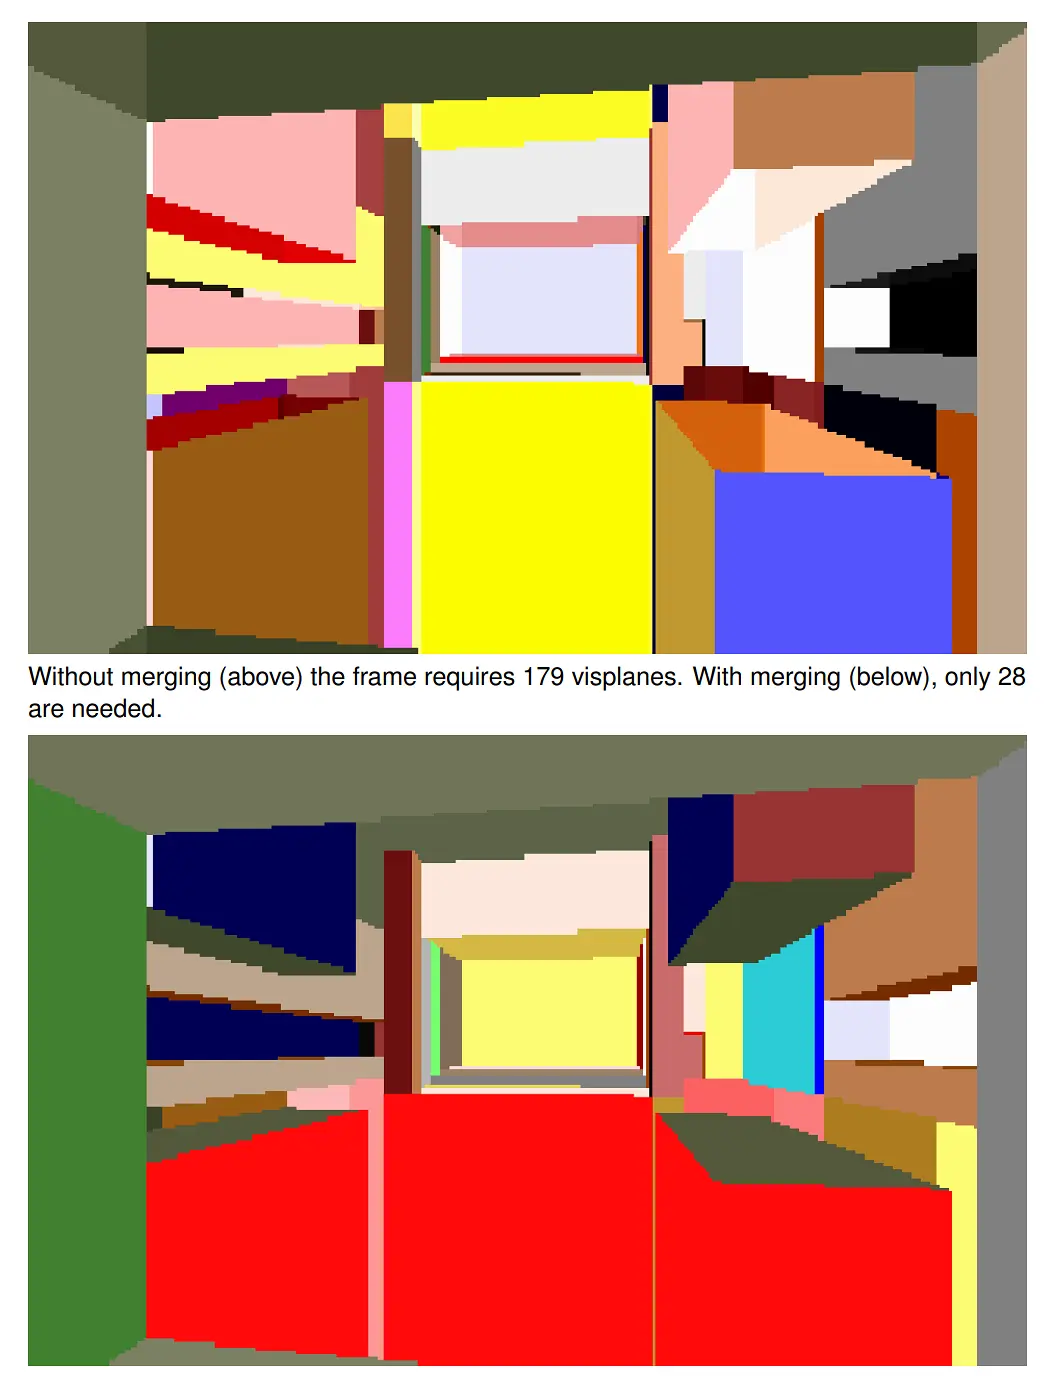 Without merging (above) the frame requires 179 visplanes. With merging (below), only 28
are needed.